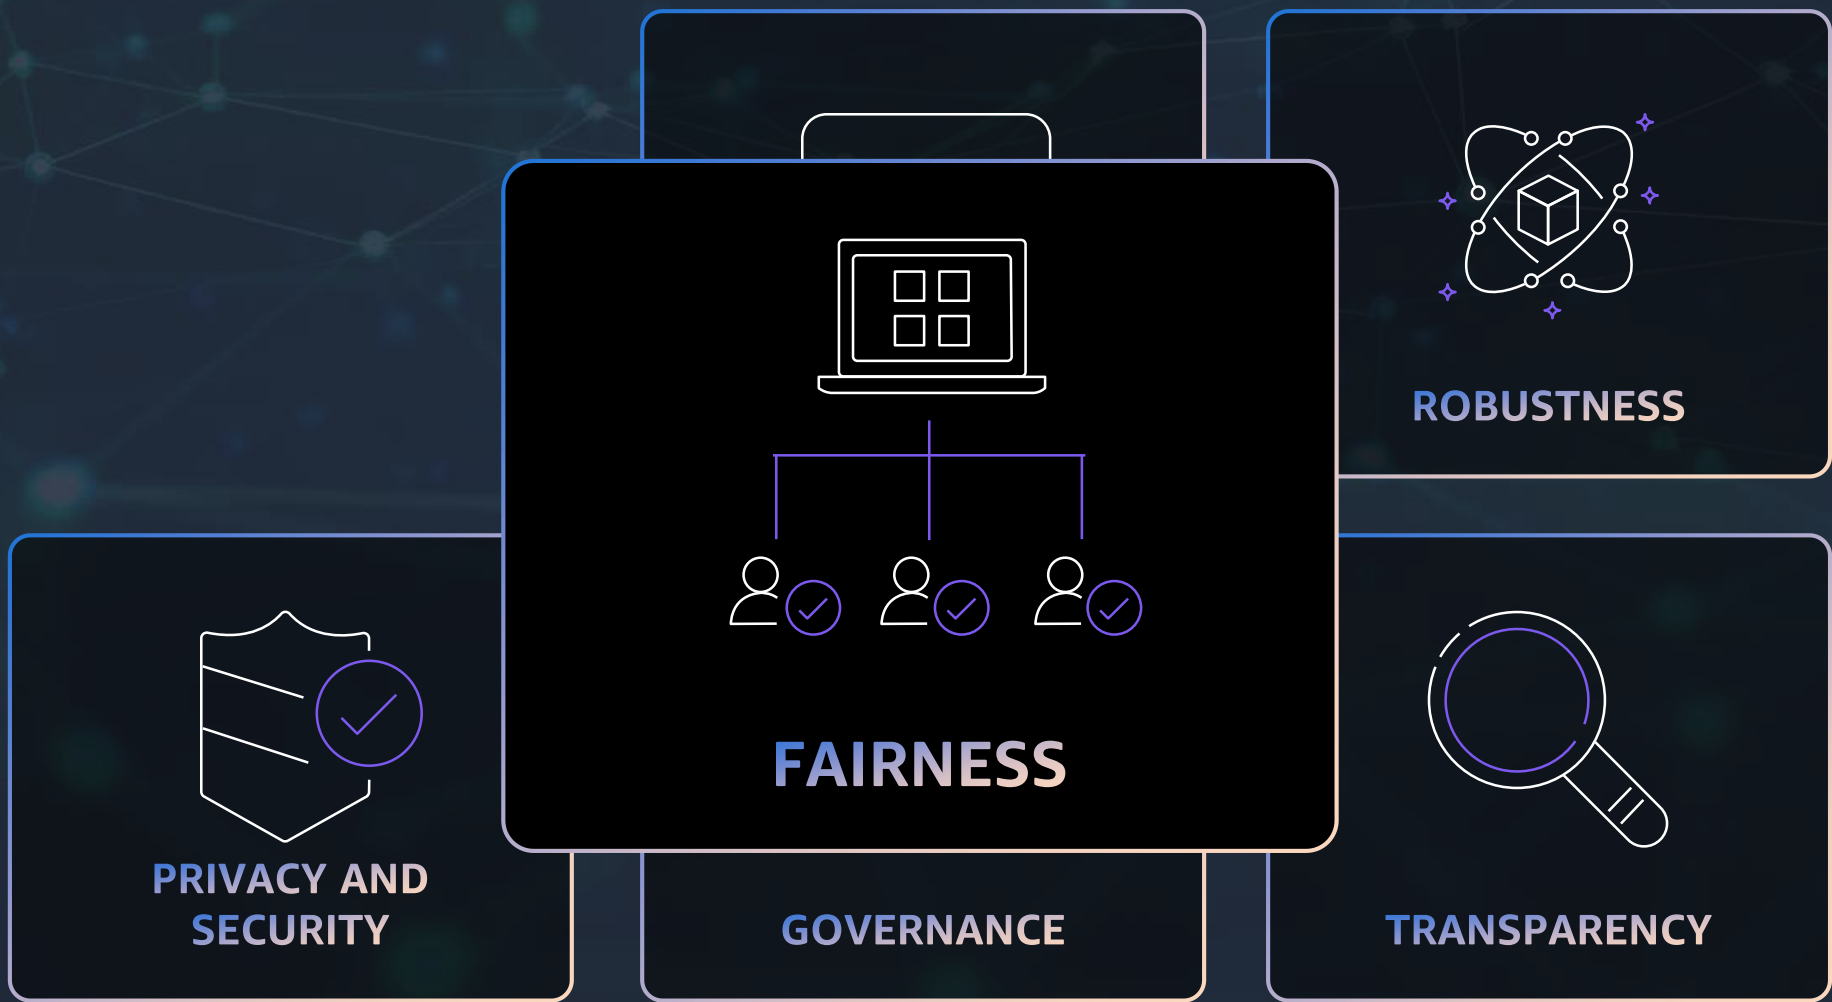 ROBUSTNESS
FAIRNESS
PRIVACY AND
SECURITY
GOVERNANCE
TRANSPARENCY